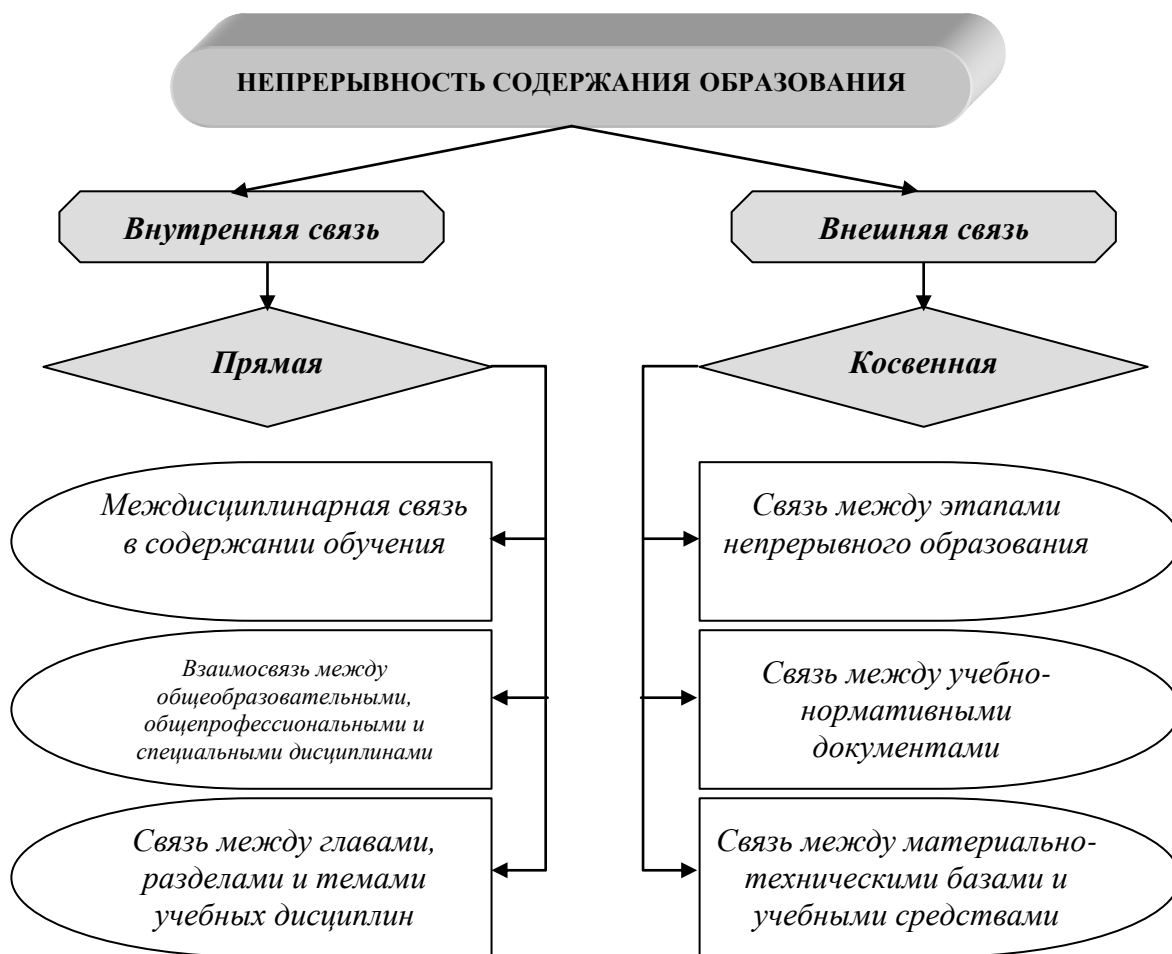 НЕПРЕРЫВНОСТЬ СОДЕРЖАНИЯ ОБРАЗОВАНИЯ
Внутренняя связь
Внешняя связь
Прямая
Косвенная
Междисциплинарная связь
в содержании обучения
Связь между этапами
непрерывного образования
Взаимосвязь между
общеобразовательными,
общепрофессиональными и
специальными дисциплинами
Связь между учебно-
нормативными
документами
Связь между главами,
разделами и темами
учебных дисциплин
Связь между материально-
техническими базами и
учебными средствами